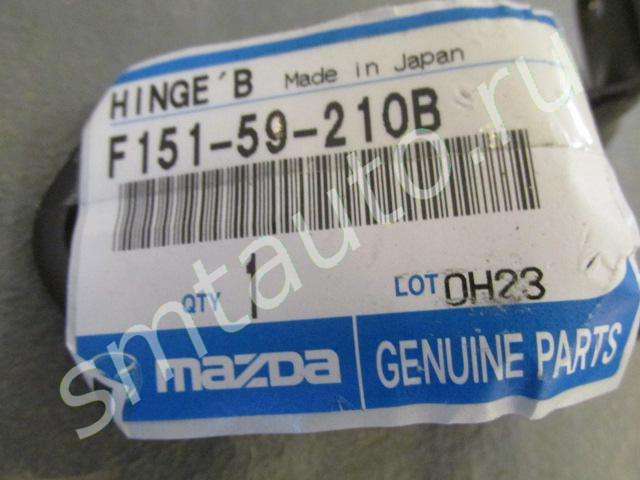 HINGE'B Made in Japan
F151-59-210B
QTY 1 LOT 0H23
mazda GENUINE PARTS
smtauto.ru